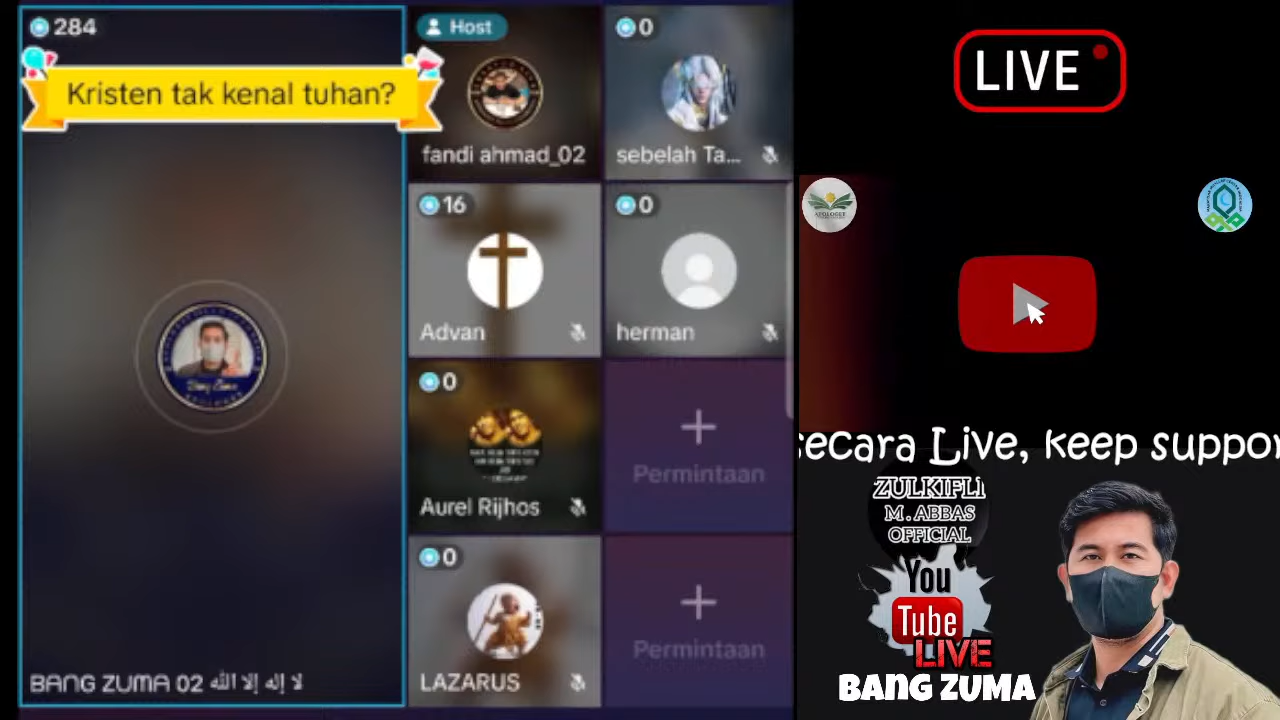 284
Kristen tak kenal tuhan?
BANG ZUMA 02 لا إله إلا الله
Host
fandi ahmad_02
0
sebelah Ta...
16
Advan
0
herman
0
Aurel Rijhos
Permintaan
0
LAZARUS
Permintaan
LIVE
secara Live, keep suppor
ZULKIFLI
M. ABBAS
OFFICIAL
You
Tube
LIVE
BANG ZUMA